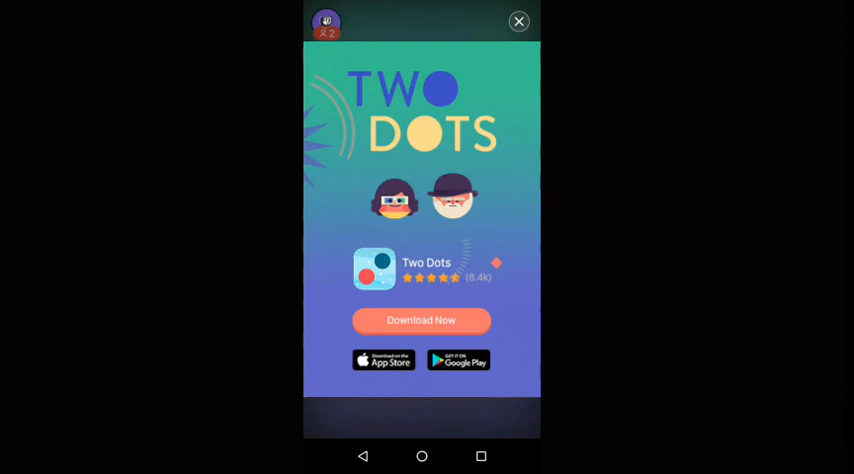 2
TWO
DOTS
Two Dots
(8.4k)
Download Now
Download on the
App Store
GET IT ON
Google Play